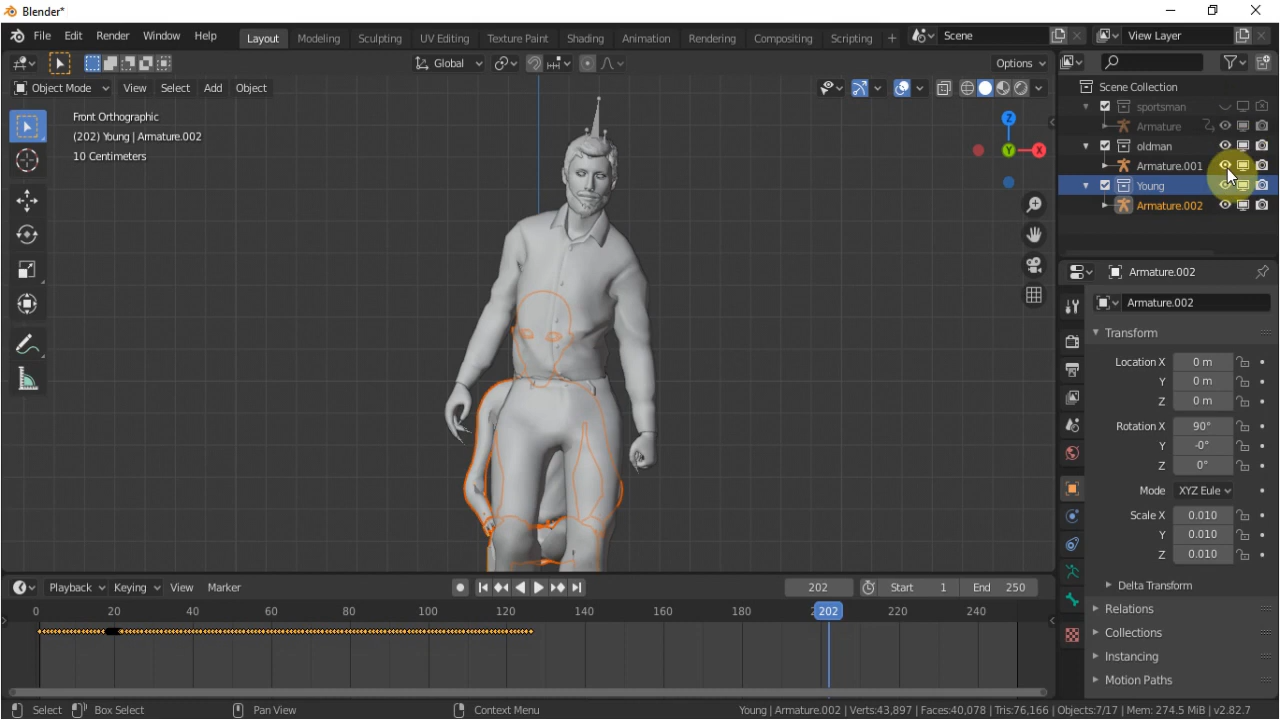 Blender*
File Edit Render Window Help Layout Modeling Sculpting UV Editing Texture Paint Shading Animation Rendering Compositing Scripting + Scene View Layer
Global Options
Object Mode View Select Add Object
Scene Collection
sportsman
Armature
oldman
Armature.001
Young
Armature.002
Front Orthographic
(202) Young | Armature.002
10 Centimeters
Z
Y
X
Armature.002
Armature.002
Transform
Location X 0 m
Y 0 m
Z 0 m
Rotation X 90°
Y -0°
Z 0°
Mode XYZ Eule
Scale X 0.010
Y 0.010
Z 0.010
Delta Transform
Relations
Collections
Instancing
Motion Paths
Playback Keying View Marker 202 Start 1 End 250
0 20 40 60 80 100 120 140 160 180 202 220 240
Select Box Select Pan View Context Menu Young | Armature.002 | Verts:43,897 | Faces:40,078 | Tris:76,166 | Objects:7/17 | Mem: 274.5 MiB | v2.82.7